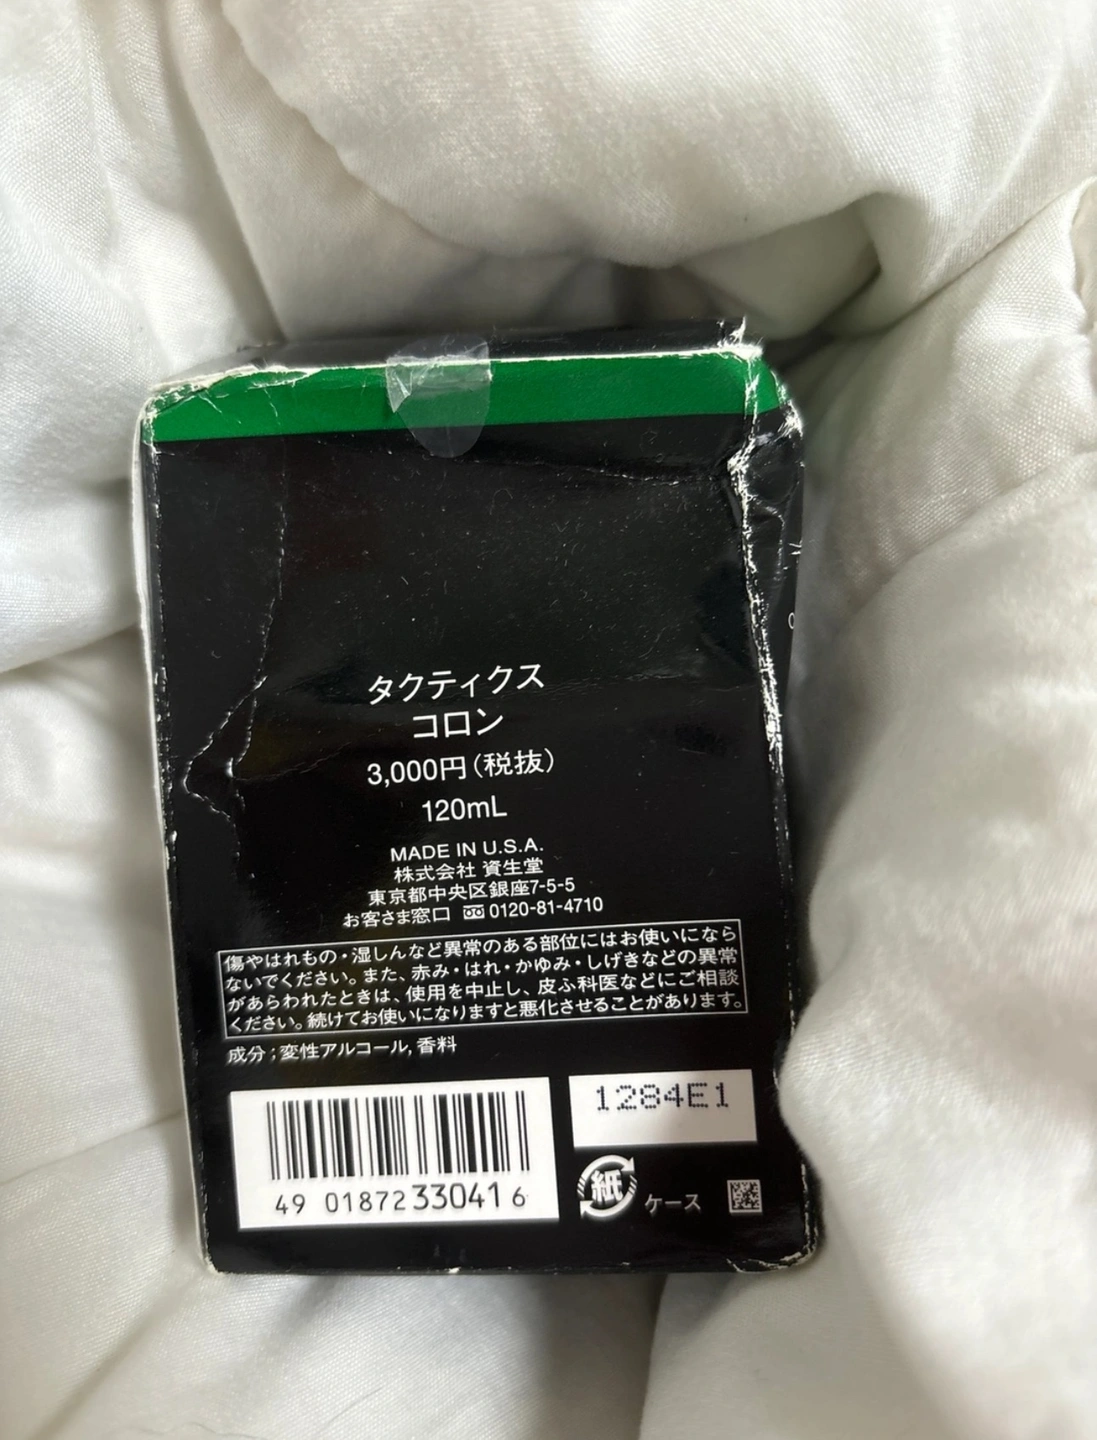 タクティクス
コロン
3,000円(税抜)
120mL
MADE IN U.S.A.
株式会社 資生堂
東京都中央区銀座7-5-5
お客さま窓口 0120-81-4710
傷やはれもの・湿しんなど異常のある部位にはお使いになら
ないでください。また、赤み・はれ・かゆみ・しげきなどの異常
があらわれたときは、使用を中止し、皮ふ科医などにご相談
ください。続けてお使いになりますと悪化させることがあります。
成分;変性アルコール,香料
1284E1
4901872330416
紙
ケース